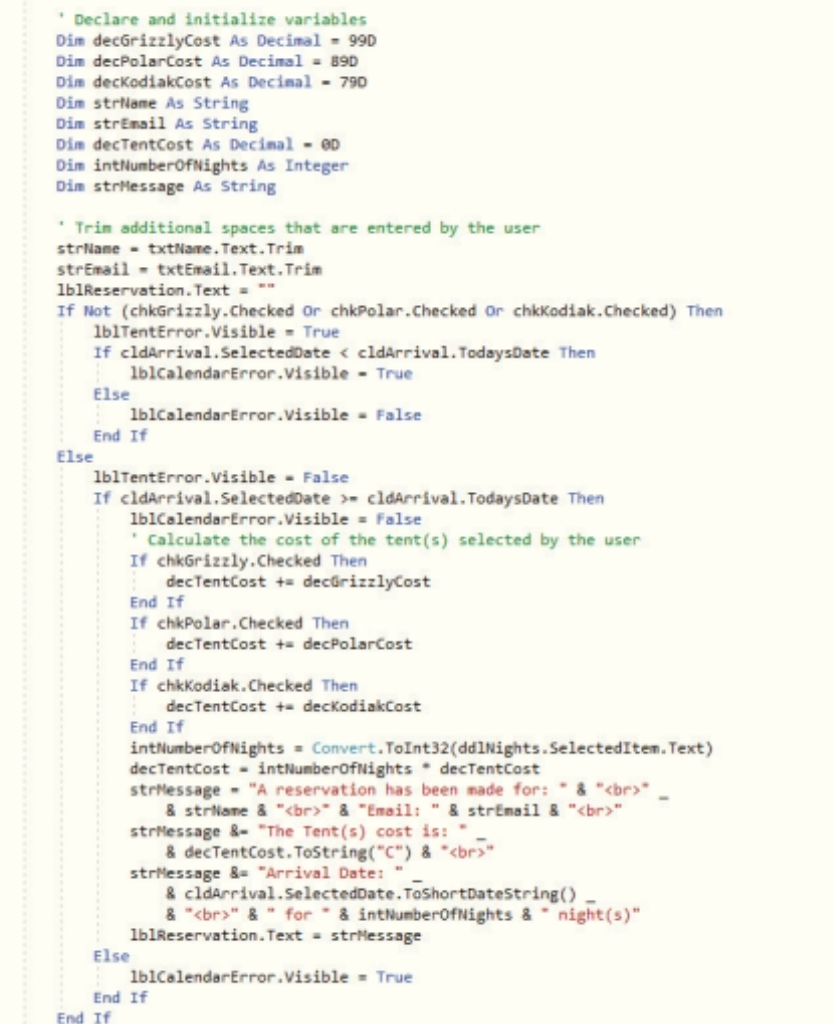 ' Declare and initialize variables
Dim decGrizzlyCost As Decimal = 99D
Dim decPolarCost As Decimal = 89D
Dim decKodiakCost As Decimal = 79D
Dim strName As String
Dim strEmail As String
Dim decTentCost As Decimal = 0D
Dim intNumberOfNights As Integer
Dim strMessage As String

' Trim additional spaces that are entered by the user
strName = txtName.Text.Trim
strEmail = txtEmail.Text.Trim
lblReservation.Text = ""
If Not (chkGrizzly.Checked Or chkPolar.Checked Or chkKodiak.Checked) Then
    lblTentError.Visible = True
    If cldArrival.SelectedDate < cldArrival.TodaysDate Then
        lblCalendarError.Visible = True
    Else
        lblCalendarError.Visible = False
    End If
Else
    lblTentError.Visible = False
    If cldArrival.SelectedDate >= cldArrival.TodaysDate Then
        lblCalendarError.Visible = False
        ' Calculate the cost of the tent(s) selected by the user
        If chkGrizzly.Checked Then
            decTentCost += decGrizzlyCost
        End If
        If chkPolar.Checked Then
            decTentCost += decPolarCost
        End If
        If chkKodiak.Checked Then
            decTentCost += decKodiakCost
        End If
        intNumberOfNights = Convert.ToInt32(ddlNights.SelectedItem.Text)
        decTentCost = intNumberOfNights * decTentCost
        strMessage = "A reservation has been made for: " & "<br>" _
            & strName & "<br>" & "Email: " & strEmail & "<br>"
        strMessage &= "The Tent(s) cost is: " _
            & decTentCost.ToString("C") & "<br>"
        strMessage &= "Arrival Date: " _
            & cldArrival.SelectedDate.ToShortDateString() _
            & "<br>" & " for " & intNumberOfNights & " night(s)"
        lblReservation.Text = strMessage
    Else
        lblCalendarError.Visible = True
    End If
End If